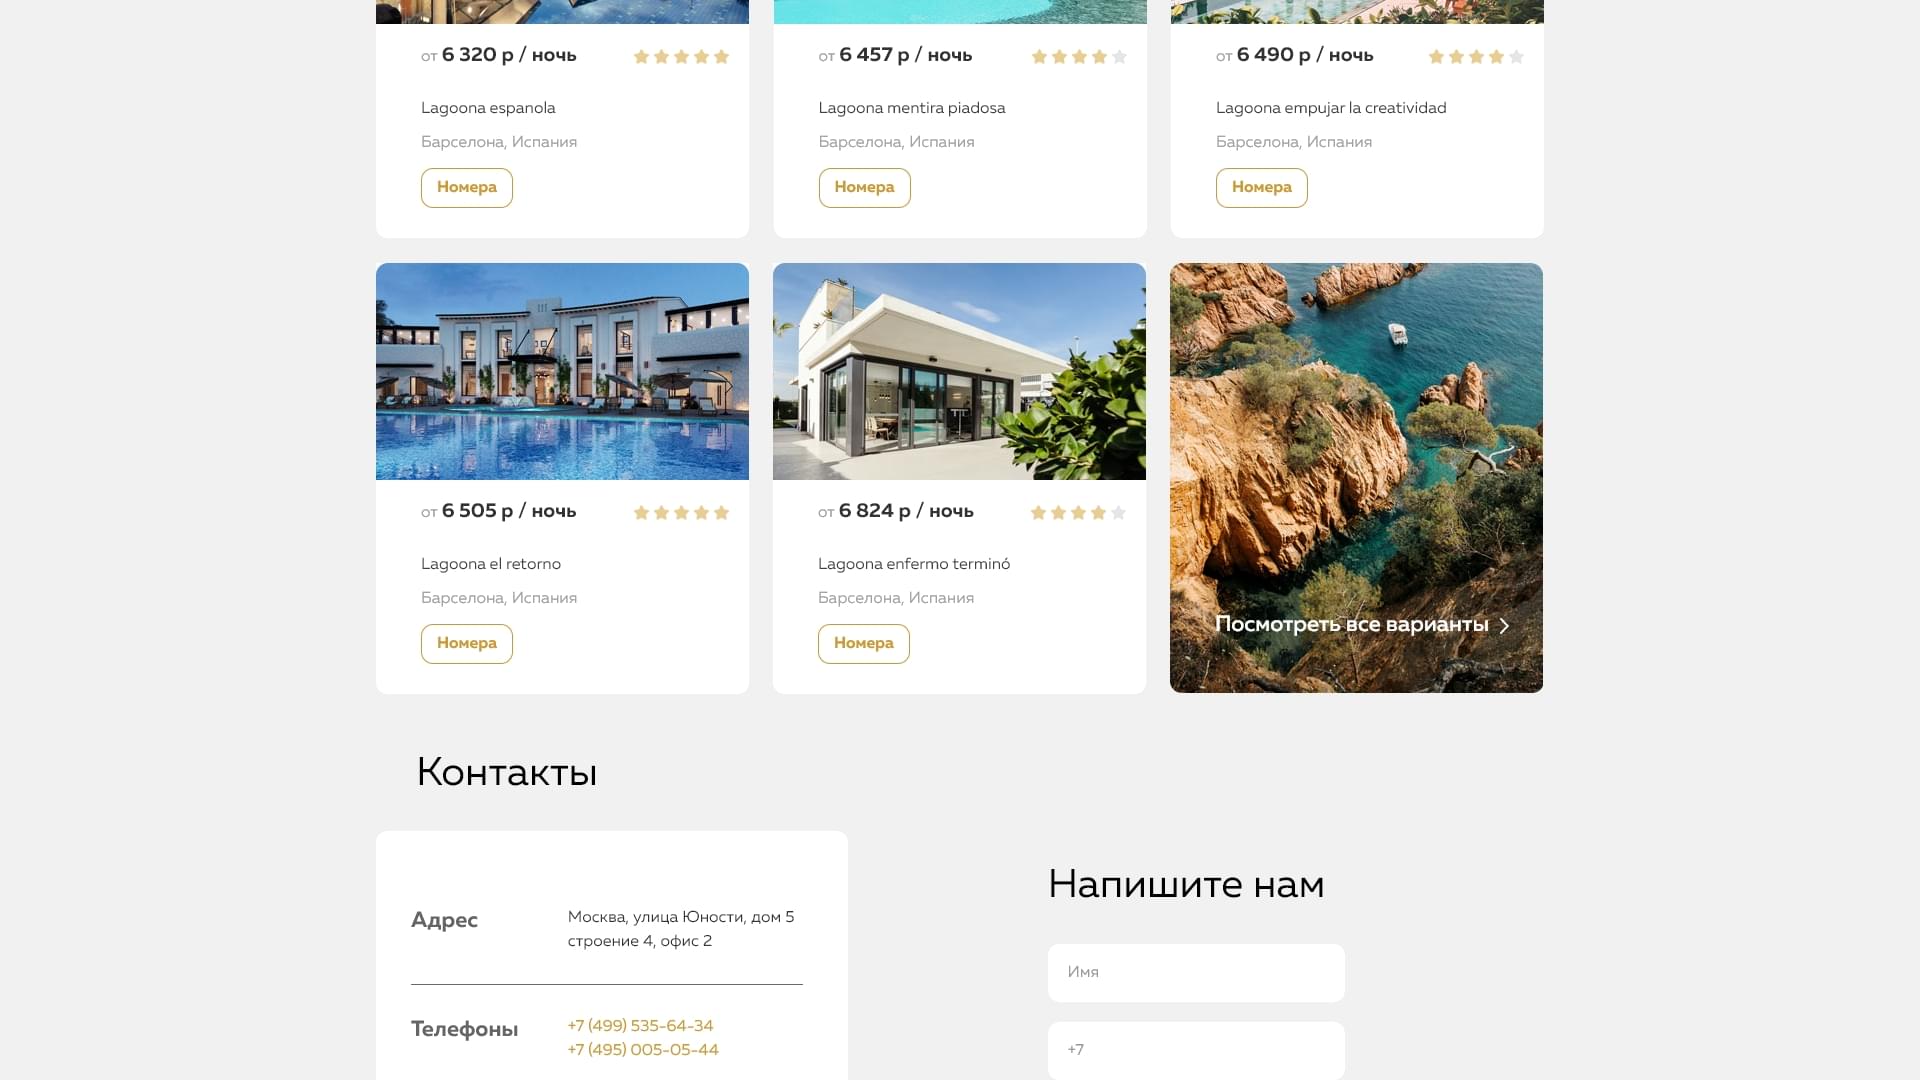 от 6 320 р / ночь
Lagoona espanola
Барселона, Испания
Номера
от 6 457 р / ночь
Lagoona mentira piadosa
Барселона, Испания
Номера
от 6 490 р / ночь
Lagoona empujar la creatividad
Барселона, Испания
Номера
от 6 505 р / ночь
Lagoona el retorno
Барселона, Испания
Номера
от 6 824 р / ночь
Lagoona enfermo terminó
Барселона, Испания
Номера
Посмотреть все варианты
Контакты
Адрес
Москва, улица Юности, дом 5
строение 4, офис 2
Телефоны
+7 (499) 535-64-34
+7 (495) 005-05-44
Напишите нам
Имя
+7